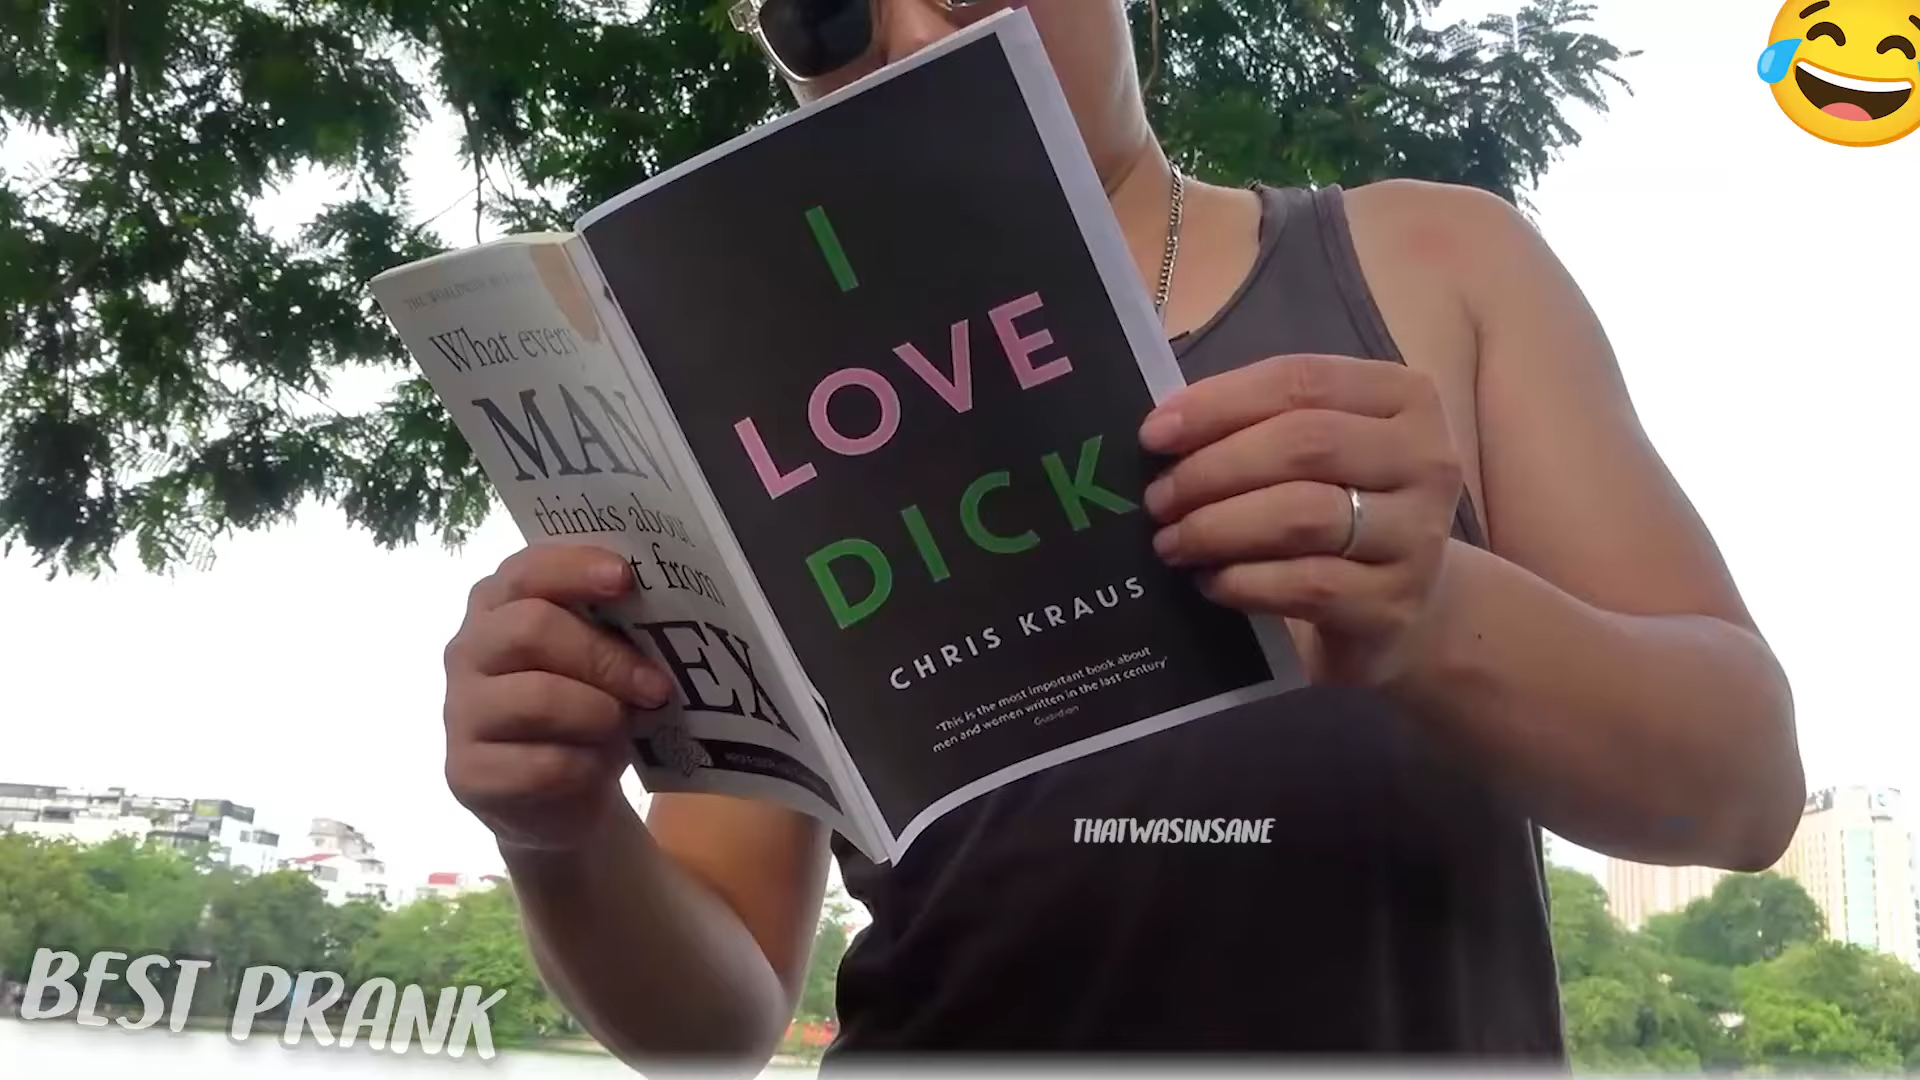 What every
MAN
thinks about
t from
EX
I
LOVE
DICK
CHRIS KRAUS
"This is the most important book about
men and women written in the last century"
Guardian
THATWASINSANE
BEST PRANK